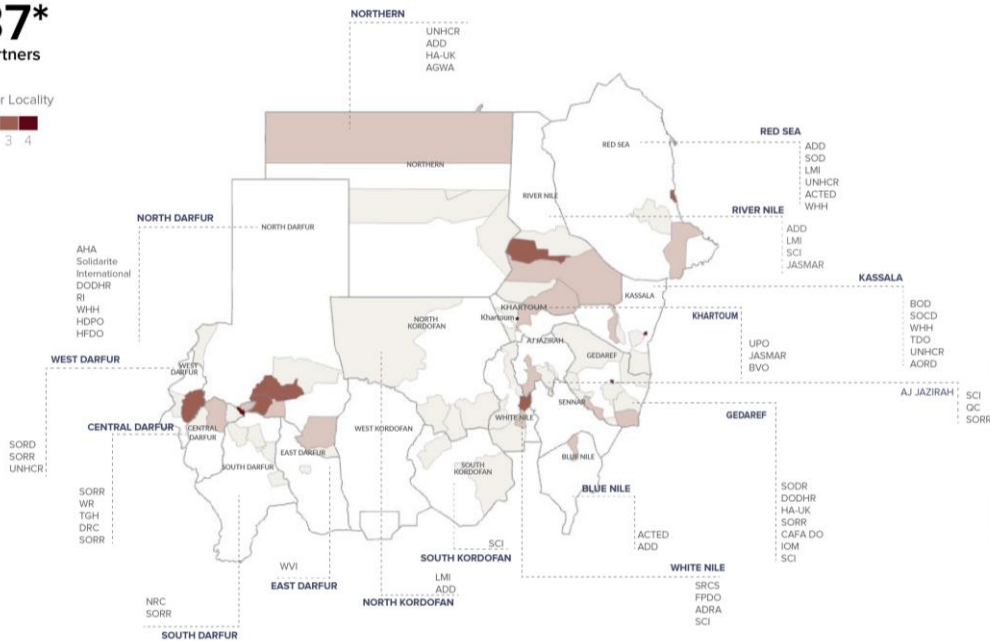 37*
r Locality
3 4
NORTHERN
UNHCR
ADD
HA-UK
AGWA
RED SEA
ADD
SOD
LMI
UNHCR
ACTED
WHH
RIVER NILE
ADD
LMI
SCI
JASMAR
KASSALA
BOD
SOCD
WHH
TDO
UNHCR
AORD
KHARTOUM
UPO
JASMAR
BVO
AJ JAZIRAH
SCI
QC
SORR
GEDAREF
SODR
DODHR
HA-UK
SORR
CAFA DO
IOM
SCI
BLUE NILE
ACTED
ADD
WHITE NILE
SRCS
FPDO
ADRA
SCI
SOUTH KORDOFAN
SCI
NORTH KORDOFAN
LMI
ADD
EAST DARFUR
WVI
SOUTH DARFUR
NRC
SORR
CENTRAL DARFUR
SORR
WR
TGH
DRC
SORR
WEST DARFUR
SORD
SORR
UNHCR
NORTH DARFUR
AHA
Solidarite
International
DODHR
RI
WHH
HDPO
HFDO
NORTHERN
RED SEA
RIVER NILE
NORTH DARFUR
KASSALA
KHARTOUM
Khartoum
NORTH
KORDOFAN
AJ JAZIRAH
GEDAREF
WEST
DARFUR
SENNAR
WHITE NILE
CENTRAL
DARFUR
WEST KORDOFAN
EAST DARFUR
SOUTH DARFUR
SOUTH
KORDOFAN
BLUE NILE